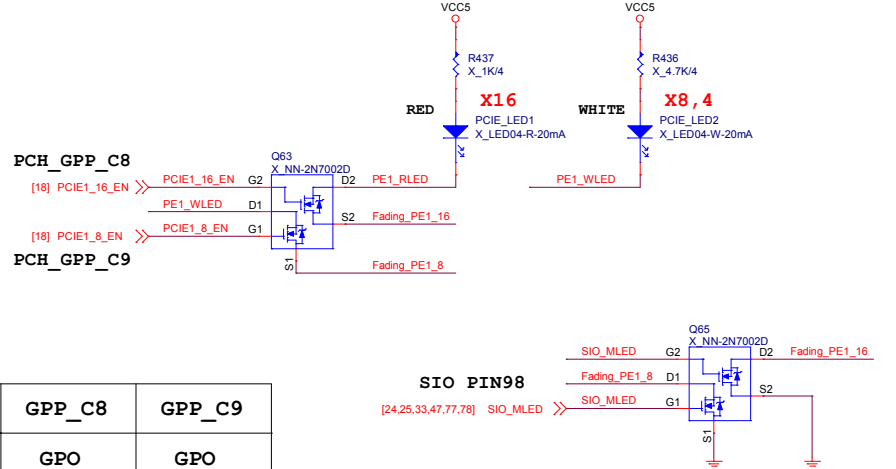 VCC5
VCC5
R437
X_1K/4
R436
X_4.7K/4
RED
X16
PCIE_LED1
X_LED04-R-20mA
WHITE
X8,4
PCIE_LED2
X_LED04-W-20mA
PCH_GPP_C8
Q63
X_NN-2N7002D
[18] PCIE1_16_EN
PCIE1_16_EN
G2
D2
PE1_RLED
PE1_WLED
PE1_WLED
D1
S2
Fading_PE1_16
[18] PCIE1_8_EN
PCIE1_8_EN
G1
PCH_GPP_C9
S1
Fading_PE1_8
Q65
X_NN-2N7002D
SIO_MLED
G2
D2
Fading_PE1_16
SIO PIN98
Fading_PE1_8
D1
S2
[24,25,33,47,77,78] SIO_MLED
SIO_MLED
G1
S1
GPP_C8 GPP_C9
GPO GPO